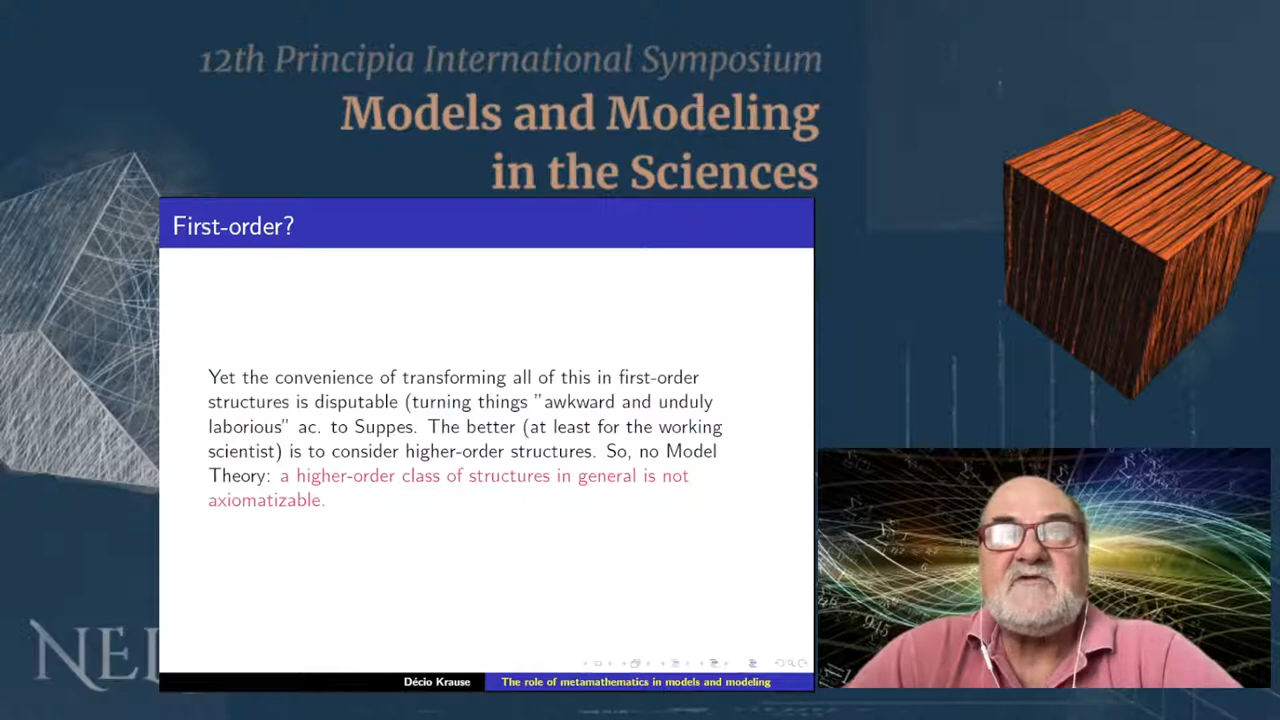 12th Principia International Symposium
Models and Modeling
in the Sciences
First-order?
Yet the convenience of transforming all of this in first-order
structures is disputable (turning things "awkward and unduly
laborious" ac. to Suppes. The better (at least for the working
scientist) is to consider higher-order structures. So, no Model
Theory: a higher-order class of structures in general is not
axiomatizable.
NEL
Décio Krause
The role of metamathematics in models and modeling
945